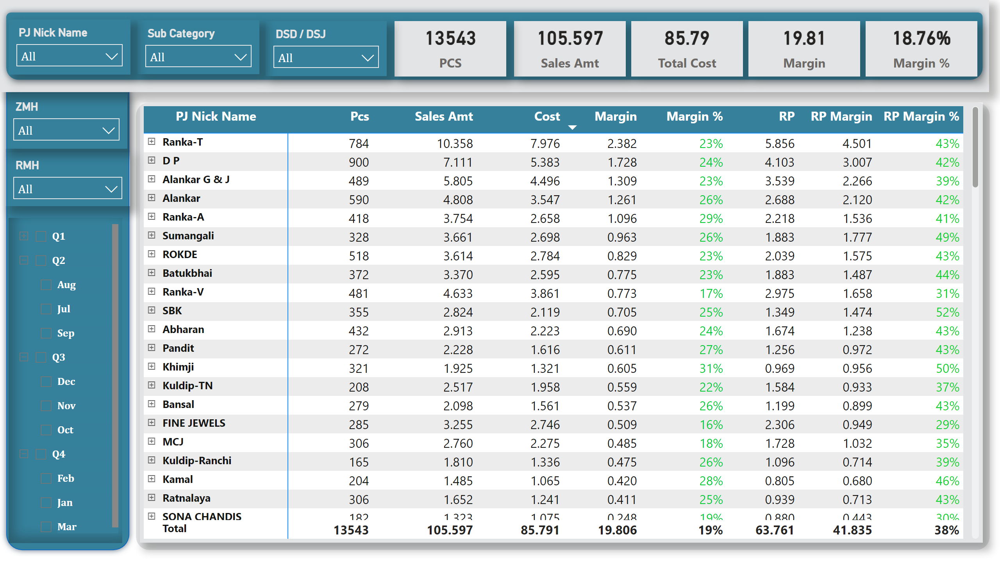 PJ Nick Name Sub Category DSD / DSJ 13543 105.597 85.79 19.81 18.76%
All All All PCS Sales Amt Total Cost Margin Margin %
ZMH
All
RMH
All
Q1
Q2
Aug
Jul
Sep
Q3
Dec
Nov
Oct
Q4
Feb
Jan
Mar
PJ Nick Name Pcs Sales Amt Cost Margin Margin % RP RP Margin RP Margin %
Ranka-T 784 10.358 7.976 2.382 23% 5.856 4.501 43%
D P 900 7.111 5.383 1.728 24% 4.103 3.007 42%
Alankar G & J 489 5.805 4.496 1.309 23% 3.539 2.266 39%
Alankar 590 4.808 3.547 1.261 26% 2.688 2.120 42%
Ranka-A 418 3.754 2.658 1.096 29% 2.218 1.536 41%
Sumangali 328 3.661 2.698 0.963 26% 1.883 1.777 49%
ROKDE 518 3.614 2.784 0.829 23% 2.039 1.575 43%
Batukbhai 372 3.370 2.595 0.775 23% 1.883 1.487 44%
Ranka-V 481 4.633 3.861 0.773 17% 2.975 1.658 31%
SBK 355 2.824 2.119 0.705 25% 1.349 1.474 52%
Abharan 432 2.913 2.223 0.690 24% 1.674 1.238 43%
Pandit 272 2.228 1.616 0.611 27% 1.256 0.972 43%
Khimji 321 1.925 1.321 0.605 31% 0.969 0.956 50%
Kuldip-TN 208 2.517 1.958 0.559 22% 1.584 0.933 37%
Bansal 279 2.098 1.561 0.537 26% 1.199 0.899 43%
FINE JEWELS 285 3.255 2.746 0.509 16% 2.306 0.949 29%
MCJ 306 2.760 2.275 0.485 18% 1.728 1.032 35%
Kuldip-Ranchi 165 1.810 1.336 0.475 26% 1.096 0.714 39%
Kamal 204 1.485 1.065 0.420 28% 0.805 0.680 46%
Ratnalaya 306 1.652 1.241 0.411 25% 0.939 0.713 43%
SONA CHANDIS 182 1.323 1.075 0.248 19% 0.880 0.443 30%
Total 13543 105.597 85.791 19.806 19% 63.761 41.835 38%